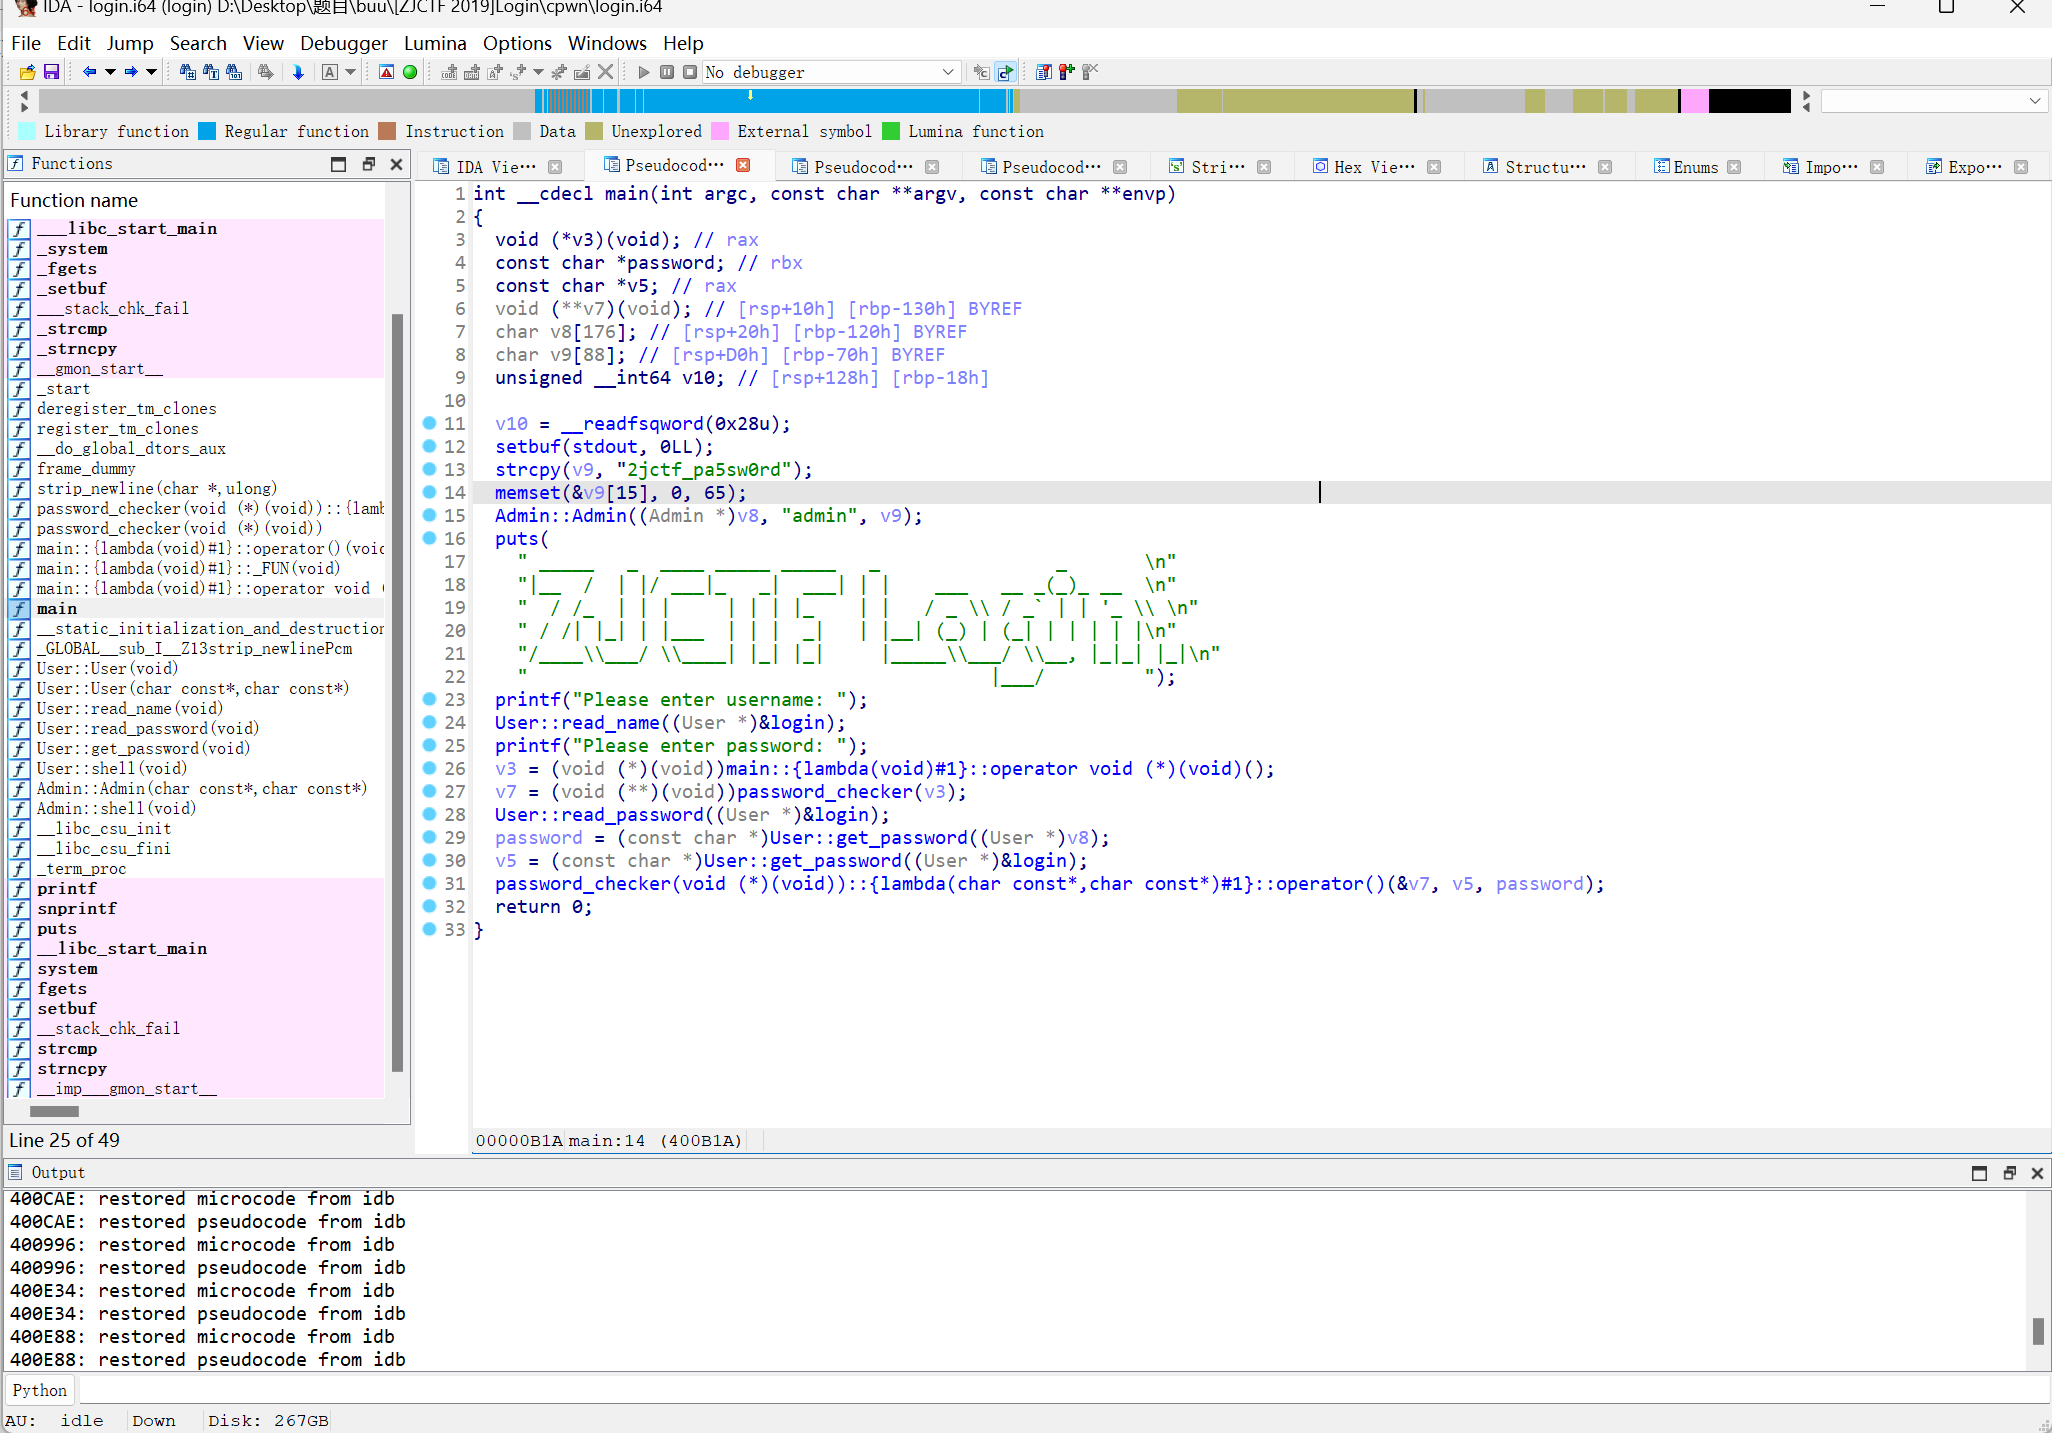 IDA - login.i64 (login) D:\Desktop\题目\buu\[ZJCTF 2019]Login\cpwn\login.i64
File Edit Jump Search View Debugger Lumina Options Windows Help
No debugger
Library function Regular function Instruction Data Unexplored External symbol Lumina function
Functions
Function name
___libc_start_main
_system
_fgets
_setbuf
___stack_chk_fail
_strcmp
_strncpy
__gmon_start__
_start
deregister_tm_clones
register_tm_clones
__do_global_dtors_aux
frame_dummy
strip_newline(char *,ulong)
password_checker(void (*)(void))::{lamb
password_checker(void (*)(void))
main::{lambda(void)#1}::operator()(voic
main::{lambda(void)#1}::_FUN(void)
main::{lambda(void)#1}::operator void (
main
__static_initialization_and_destruction
_GLOBAL__sub_I__Z13strip_newlinePcm
User::User(void)
User::User(char const*,char const*)
User::read_name(void)
User::read_password(void)
User::get_password(void)
User::shell(void)
Admin::Admin(char const*,char const*)
Admin::shell(void)
__libc_csu_init
__libc_csu_fini
_term_proc
printf
snprintf
puts
__libc_start_main
system
fgets
setbuf
__stack_chk_fail
strcmp
strncpy
__imp___gmon_start__
Line 25 of 49
IDA Vie··· Pseudocod··· Pseudocod··· Pseudocod··· Stri··· Hex Vie··· Structu··· Enums Impo··· Expo···
1 int __cdecl main(int argc, const char **argv, const char **envp)
2 {
3 void (*v3)(void); // rax
4 const char *password; // rbx
5 const char *v5; // rax
6 void (**v7)(void); // [rsp+10h] [rbp-130h] BYREF
7 char v8[176]; // [rsp+20h] [rbp-120h] BYREF
8 char v9[88]; // [rsp+D0h] [rbp-70h] BYREF
9 unsigned __int64 v10; // [rsp+128h] [rbp-18h]
10
11 v10 = __readfsqword(0x28u);
12 setbuf(stdout, 0LL);
13 strcpy(v9, "2jctf_pa5sw0rd");
14 memset(&v9[15], 0, 65);
15 Admin::Admin((Admin *)v8, "admin", v9);
16 puts(
17 " _____   _  ____ _____ _____   _                _       \n"
18 "|__  /  | |/ ___|_   _|  ___| | |    ___   __ _(_)_ __  \n"
19 "  / /_  | | |     | | | |_     | |   / _ \\ / _` | | '_ \\ \n"
20 " / /| |_| | |___  | | |  _|   | |__| (_) | (_| | | | | |\n"
21 "/____\\___/ \\____| |_| |_|     |_____\\___/ \\__, |_|_| |_|\n"
22 "                                          |___/         ");
23 printf("Please enter username: ");
24 User::read_name((User *)&login);
25 printf("Please enter password: ");
26 v3 = (void (*)(void))main::{lambda(void)#1}::operator void (*)(void)();
27 v7 = (void (**)(void))password_checker(v3);
28 User::read_password((User *)&login);
29 password = (const char *)User::get_password((User *)v8);
30 v5 = (const char *)User::get_password((User *)&login);
31 password_checker(void (*)(void))::{lambda(char const*,char const*)#1}::operator()(&v7, v5, password);
32 return 0;
33 }
00000B1A main:14 (400B1A)
Output
400CAE: restored microcode from idb
400CAE: restored pseudocode from idb
400996: restored microcode from idb
400996: restored pseudocode from idb
400E34: restored microcode from idb
400E34: restored pseudocode from idb
400E88: restored microcode from idb
400E88: restored pseudocode from idb
Python
AU: idle Down Disk: 267GB